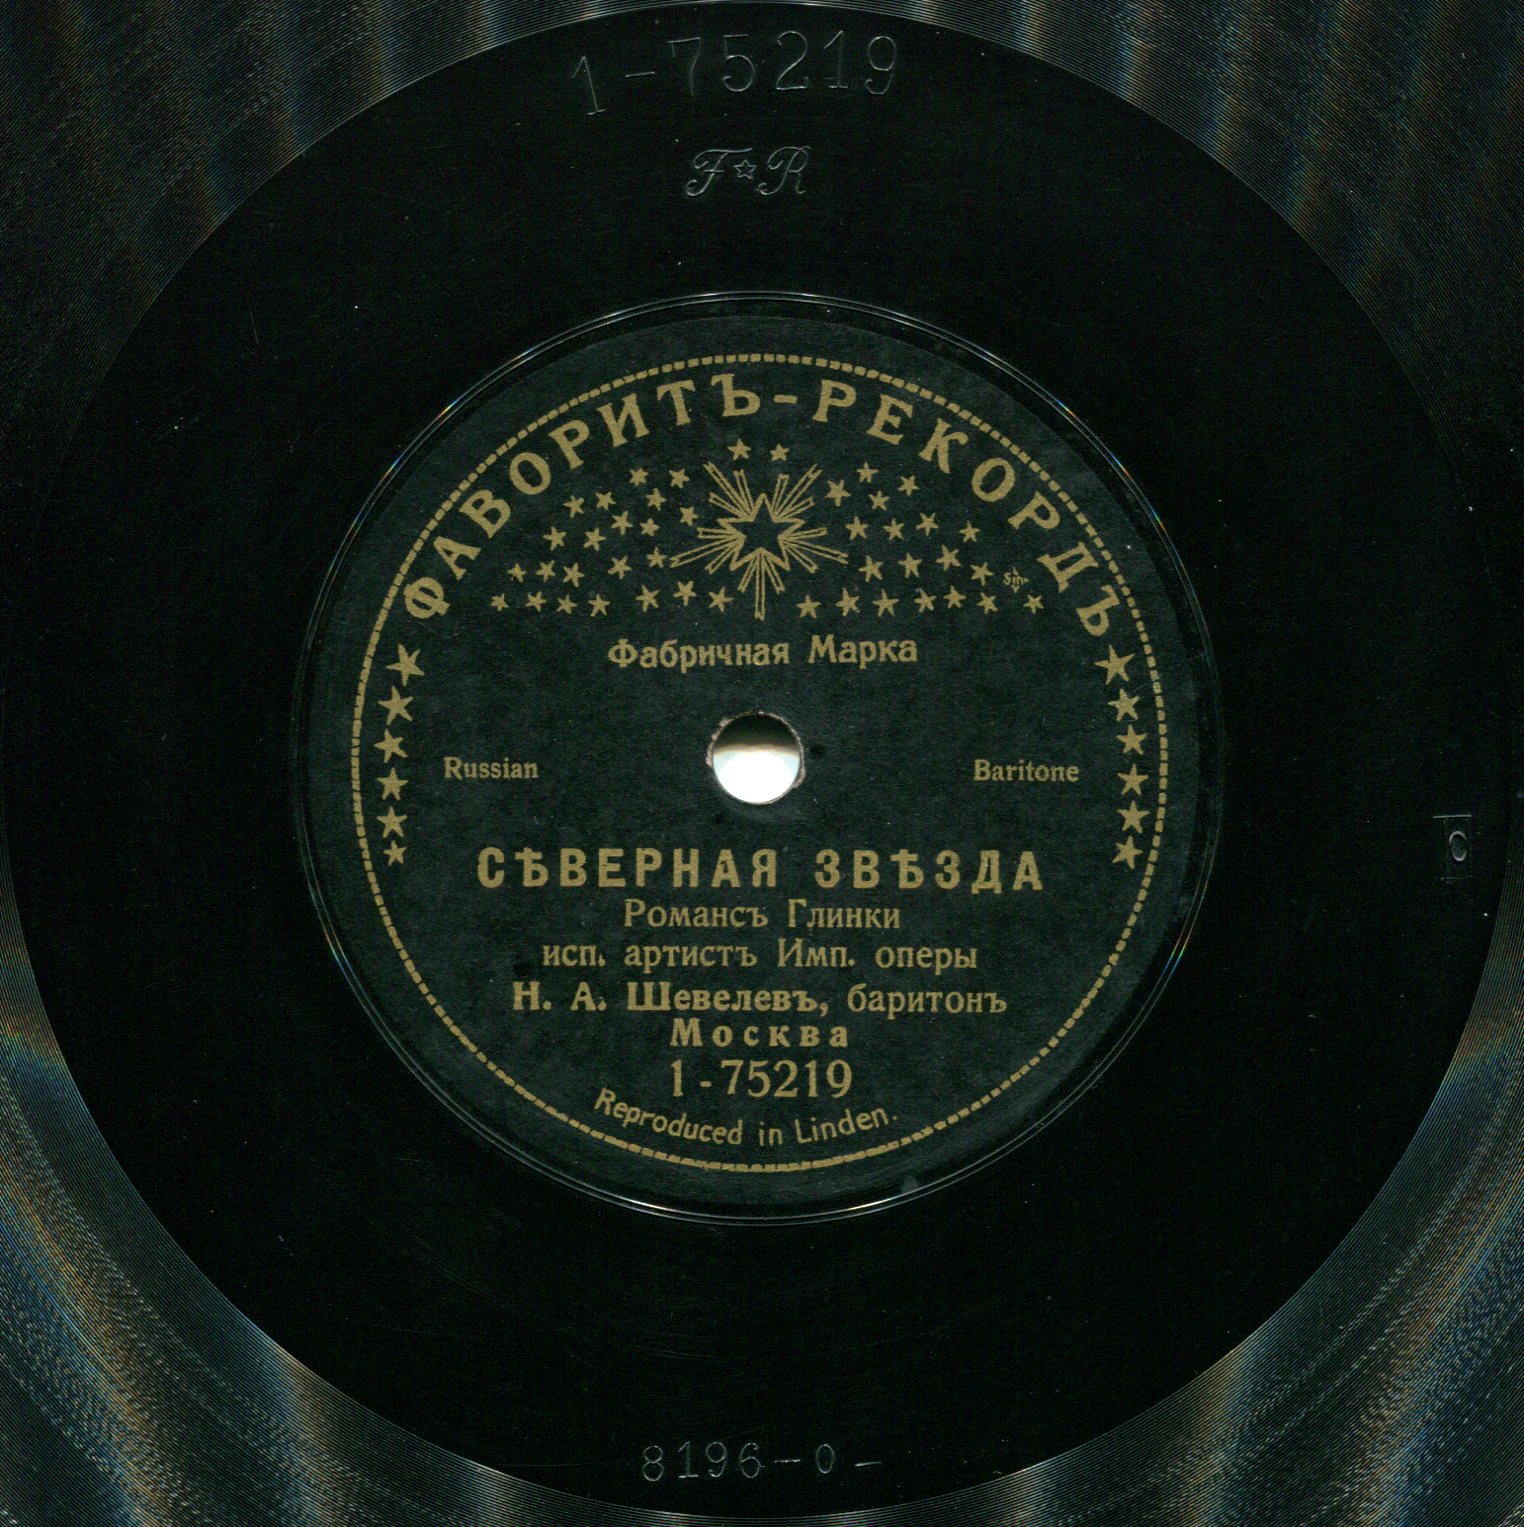 1-75219
F☆R
ФАВОРИТЪ-РЕКОРДЪ
Фабричная Марка
Russian
Baritone
СѢВЕРНАЯ ЗВѢЗДА
Романсъ Глинки
исп. артистъ Имп. оперы
Н. А. Шевелевъ, баритонъ
Москва
1-75219
Reproduced in Linden.
O
8196-o-